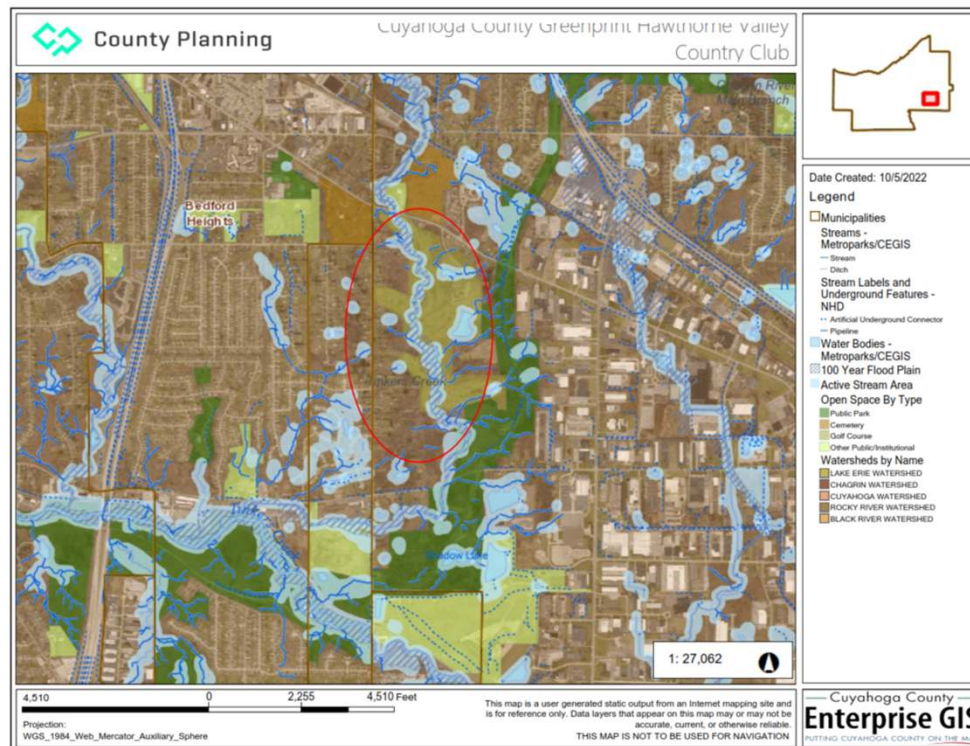 County Planning
Cuyahoga County Greenprint Hawthorne Valley
Country Club
Bedford
Heights
Creek
1: 27,062
Date Created: 10/5/2022
Legend
Municipalities
Streams -
Metroparks/CEGIS
Stream
Ditch
Stream Labels and
Underground Features -
NHD
Artificial Underground Connector
Pipeline
Water Bodies -
Metroparks/CEGIS
100 Year Flood Plain
Active Stream Area
Open Space By Type
Public Park
Cemetery
Golf Course
Other Public/Institutional
Watersheds by Name
LAKE ERIE WATERSHED
CHAGRIN WATERSHED
CUYAHOGA WATERSHED
ROCKY RIVER WATERSHED
BLACK RIVER WATERSHED
4,510 0 2,255 4,510 Feet
Projection:
WGS_1984_Web_Mercator_Auxiliary_Sphere
This map is a user generated static output from an Internet mapping site and
is for reference only. Data layers that appear on this map may or may not be
accurate, current, or otherwise reliable.
THIS MAP IS NOT TO BE USED FOR NAVIGATION
Cuyahoga County
Enterprise GIS
PUTTING CUYAHOGA COUNTY ON THE